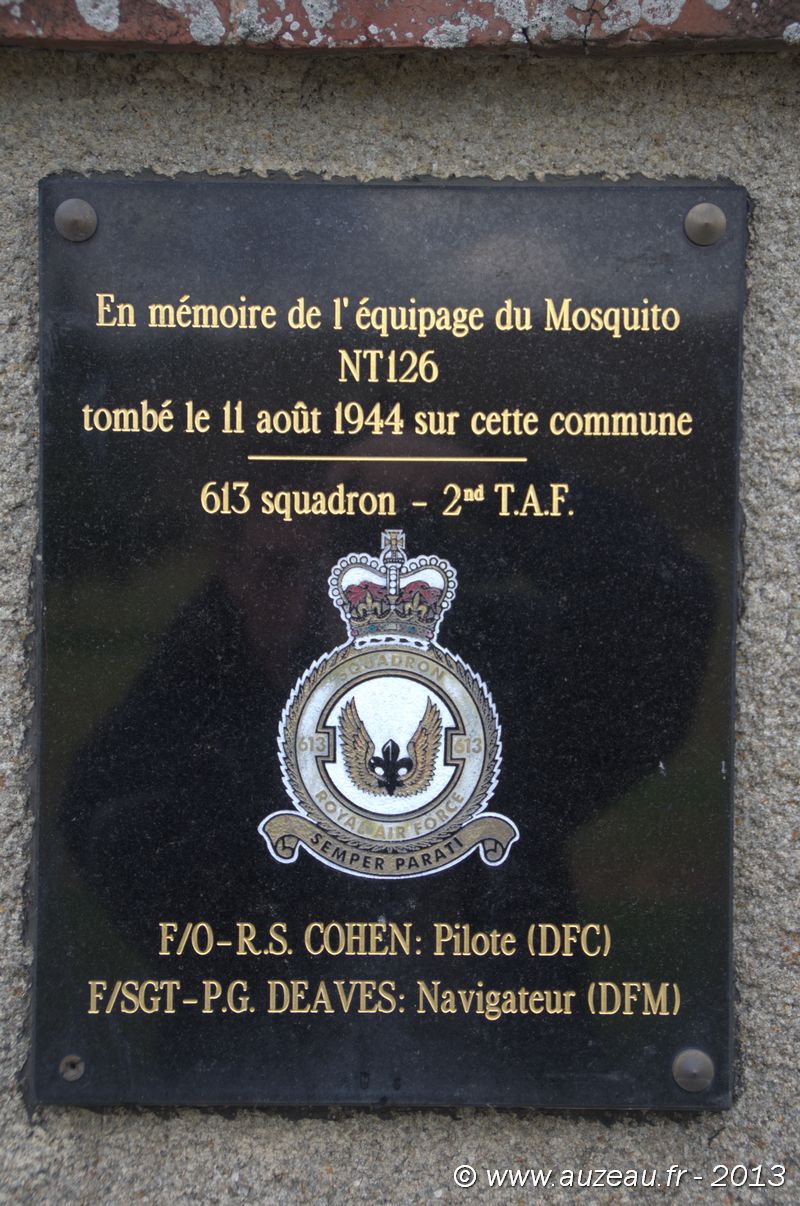 En mémoire de l'équipage du Mosquito
NT126
tombé le 11 août 1944 sur cette commune
613 squadron - 2nd T.A.F.
SQUADRON
613 613
ROYAL AIR FORCE
SEMPER PARATI
F/O-R.S. COHEN: Pilote (DFC)
F/SGT-P.G. DEAVES: Navigateur (DFM)
© www.auzeau.fr - 2013